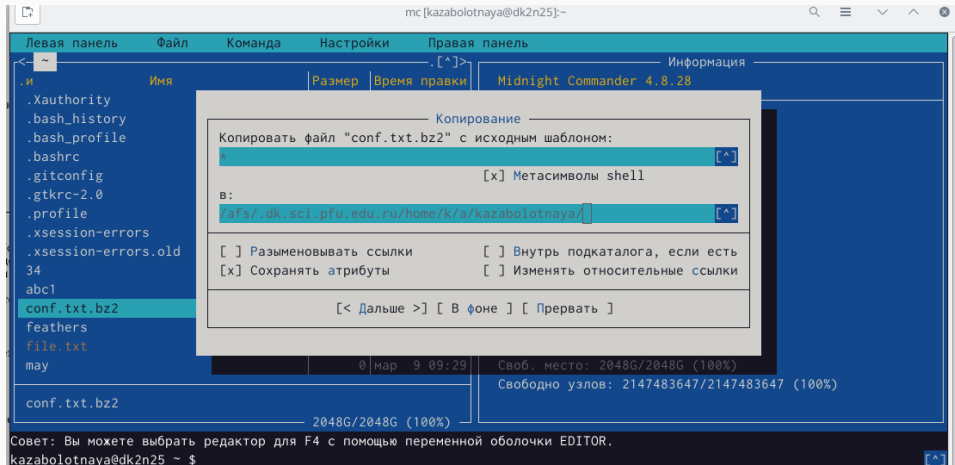 mc [kazabolotnaya@dk2n25]:~
Левая панель Файл Команда Настройки Правая панель
<- ~ .[^]> Информация
.и Имя Размер Время правки Midnight Commander 4.8.28
.Xauthority
.bash_history
.bash_profile
.bashrc
.gitconfig
.gtkrc-2.0
.profile
.xsession-errors
.xsession-errors.old
34
abc1
conf.txt.bz2
feathers
file.txt
may 0 мар 9 09:29 Своб. место: 2048G/2048G (100%)
Свободно узлов: 2147483647/2147483647 (100%)
conf.txt.bz2
2048G/2048G (100%)
Копирование
Копировать файл "conf.txt.bz2" с исходным шаблоном:
* [^]
[x] Метасимволы shell
в:
/afs/.dk.sci.pfu.edu.ru/home/k/a/kazabolotnaya/ [^]
[ ] Разыменовывать ссылки [ ] Внутрь подкаталога, если есть
[x] Сохранять атрибуты [ ] Изменять относительные ссылки
[< Дальше >] [ В фоне ] [ Прервать ]
Совет: Вы можете выбрать редактор для F4 с помощью переменной оболочки EDITOR.
kazabolotnaya@dk2n25 ~ $ [^]